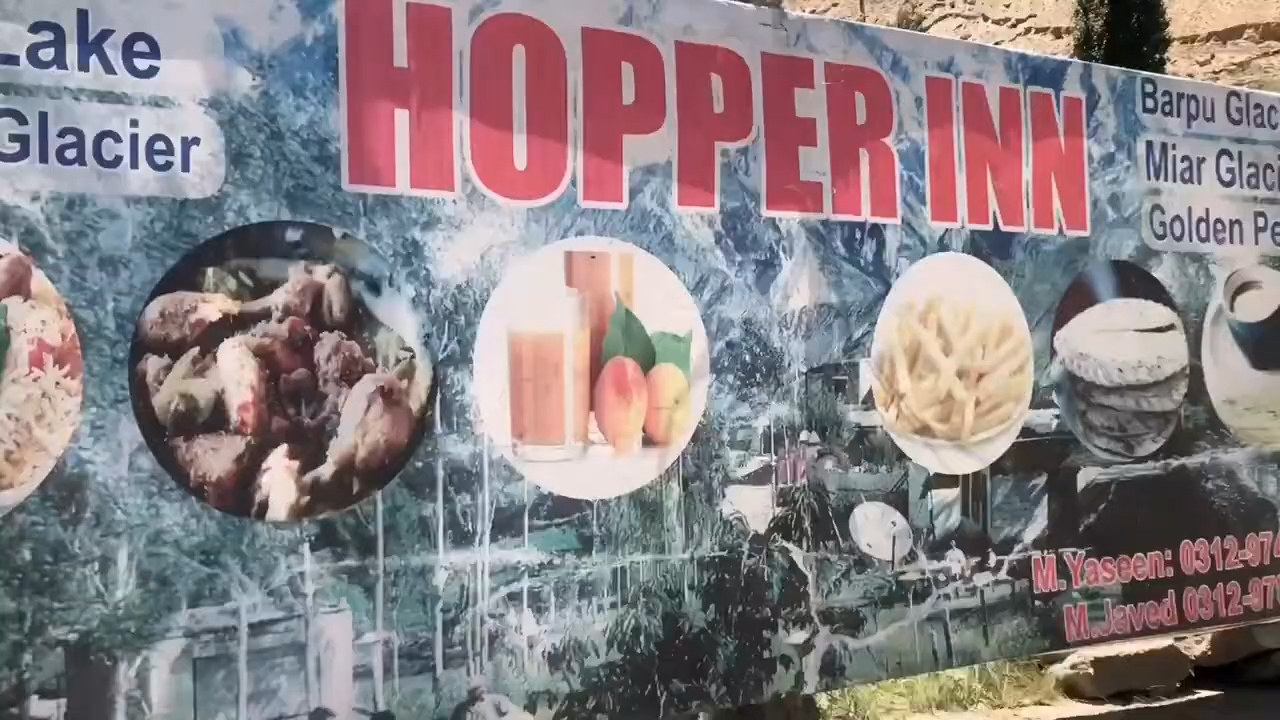 Lake
Glacier
HOPPER INN
Barpu Glac
Miar Glaci
Golden Pe
M.Yaseen: 0312-974
M.Javed 0312-97